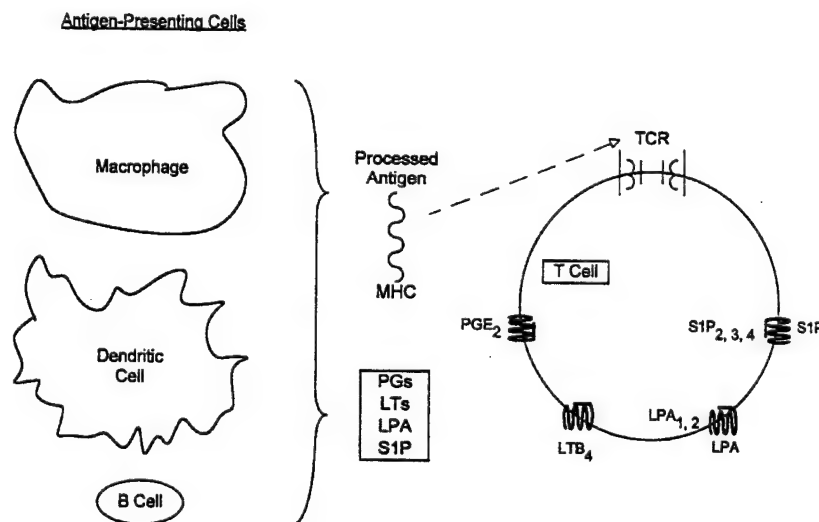 Antigen-Presenting Cells
Macrophage
Dendritic
Cell
B Cell
Processed
Antigen
MHC
PGs
LTs
LPA
S1P
TCR
T Cell
PGE2
S1P2, 3, 4
S1P
LPA1, 2
LPA
LTB4